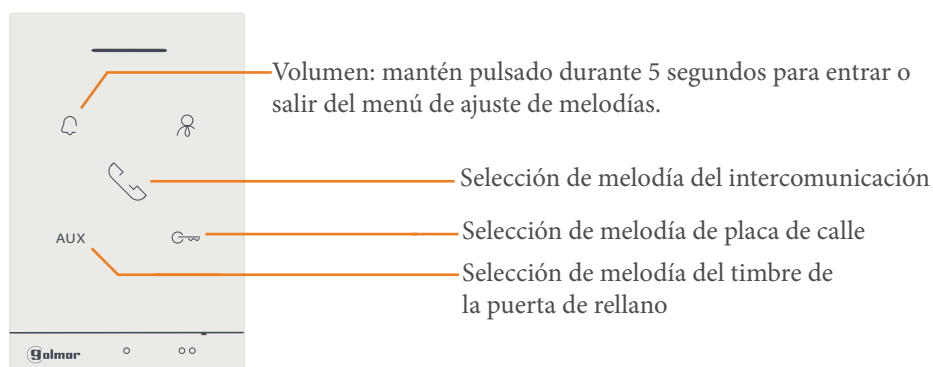 Volumen: mantén pulsado durante 5 segundos para entrar o
salir del menú de ajuste de melodías.
Selección de melodía del intercomunicación
AUX
Selección de melodía de placa de calle
Selección de melodía del timbre de
la puerta de rellano
golmar